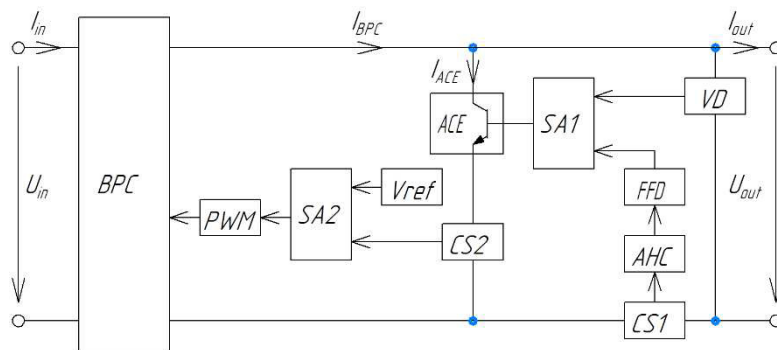 I_in
I_BPC
I_out
I_ACE
ACE
SA1
VD
U_in
BPC
PWM
SA2
Vref
CS2
FFD
AHC
CS1
U_out